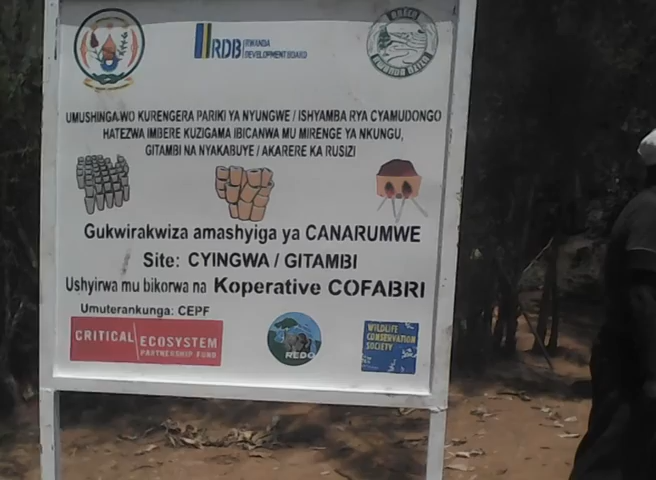 RDB RWANDA
DEVELOPMENT BOARD
UMUSHINGA WO KURENGERA PARIKI YA NYUNGWE / ISHYAMBA RYA CYAMUDONGO
HATEZWA IMBERE KUZIGAMA IBICANWA MU MIRENGE YA NKUNGU,
GITAMBI NA NYAKABUYE / AKARERE KA RUSIZI
Gukwirakwiza amashyiga ya CANARUMWE
Site: CYINGWA / GITAMBI
Ushyirwa mu bikorwa na Koperative COFABRI
Umuterankunga: CEPF
CRITICAL ECOSYSTEM
PARTNERSHIP FUND
REDO
WILDLIFE
CONSERVATION
SOCIETY